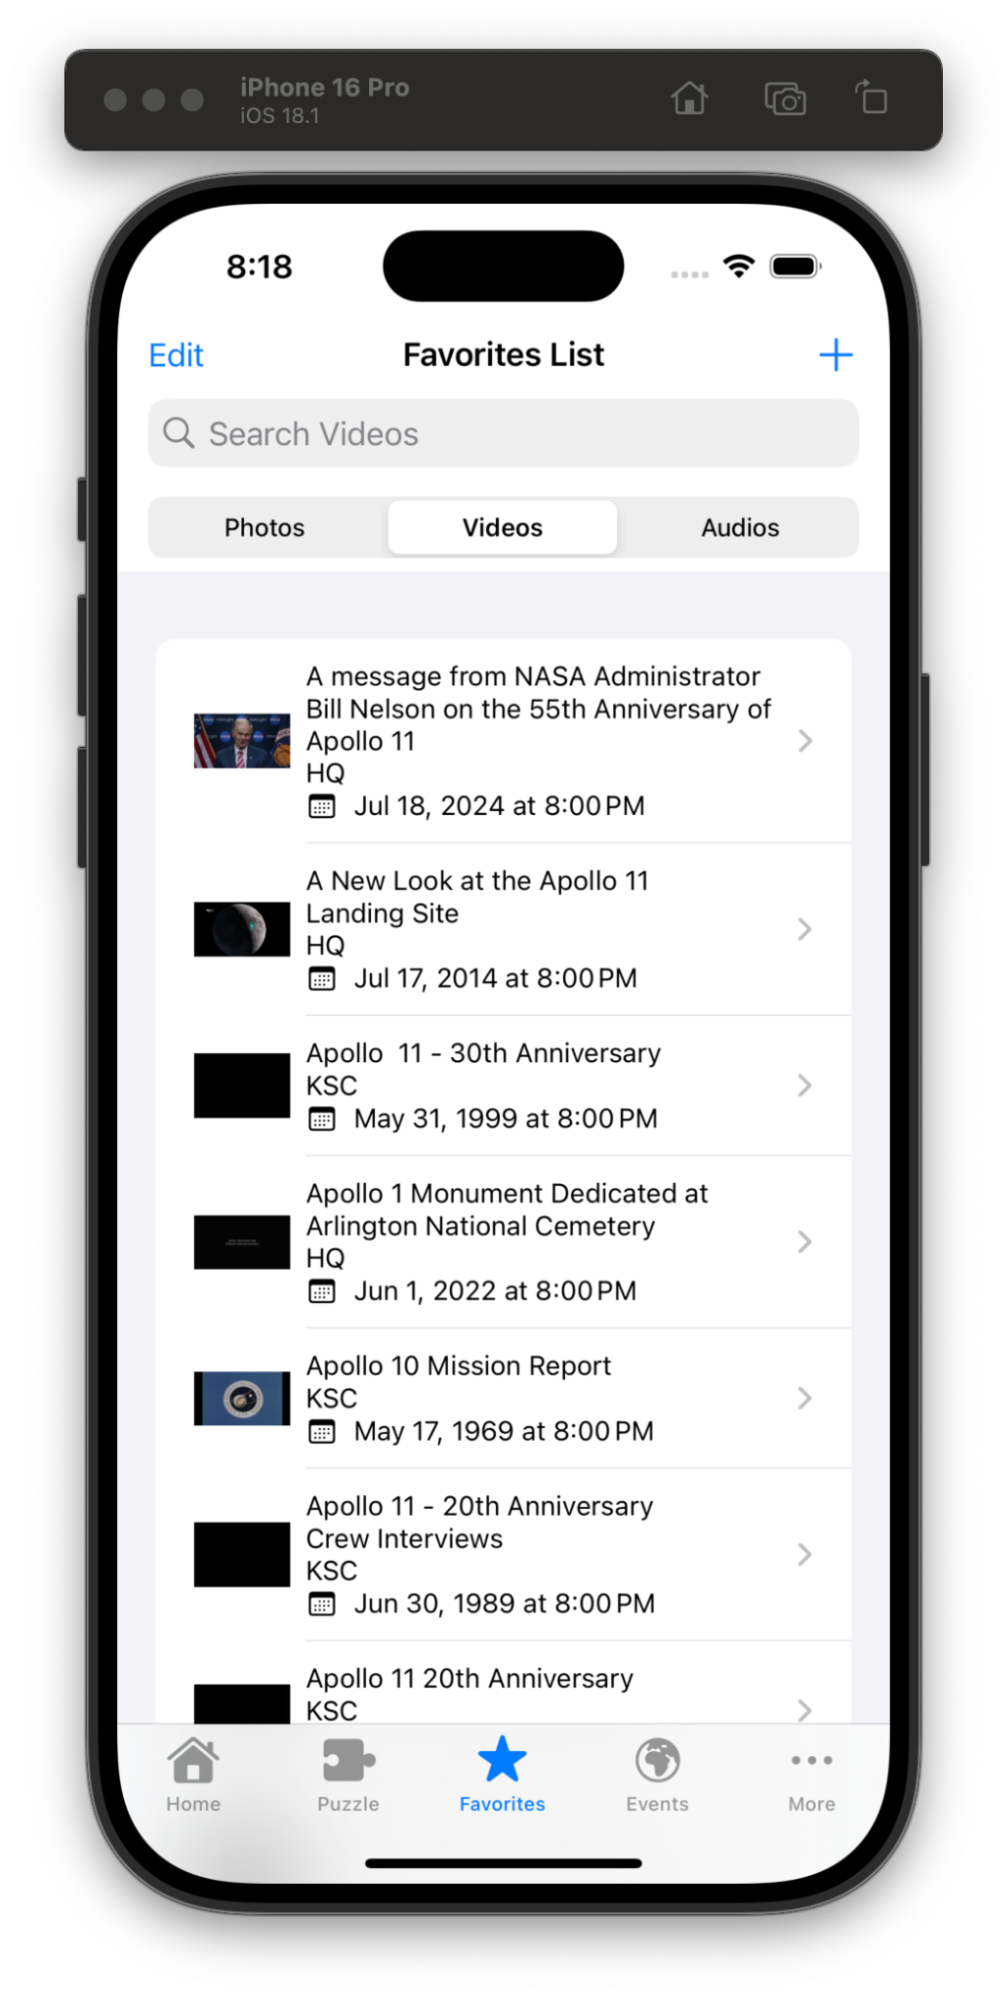 iPhone 16 Pro
iOS 18.1
8:18
Edit
Favorites List
Search Videos
Photos
Videos
Audios
A message from NASA Administrator
Bill Nelson on the 55th Anniversary of
Apollo 11
HQ
Jul 18, 2024 at 8:00 PM
A New Look at the Apollo 11
Landing Site
HQ
Jul 17, 2014 at 8:00 PM
Apollo  11 - 30th Anniversary
KSC
May 31, 1999 at 8:00 PM
Apollo 1 Monument Dedicated at
Arlington National Cemetery
HQ
Jun 1, 2022 at 8:00 PM
Apollo 10 Mission Report
KSC
May 17, 1969 at 8:00 PM
Apollo 11 - 20th Anniversary
Crew Interviews
KSC
Jun 30, 1989 at 8:00 PM
Apollo 11 20th Anniversary
KSC
Home
Puzzle
Favorites
Events
More